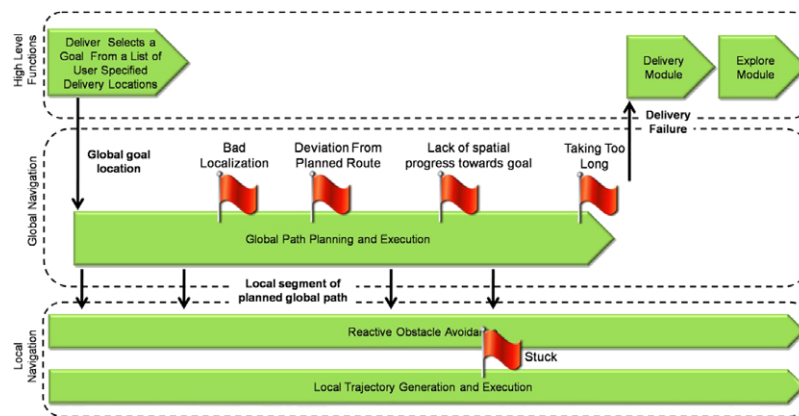 High Level
Functions
Deliver Selects a
Goal From a List of
User Specified
Delivery Locations
Delivery
Module
Explore
Module
Delivery
Failure
Global Navigation
Global goal
location
Bad
Localization
Deviation From
Planned Route
Lack of spatial
progress towards goal
Taking Too
Long
Global Path Planning and Execution
Local segment of
planned global path
Local
Navigation
Reactive Obstacle Avoidan
Stuck
Local Trajectory Generation and Execution